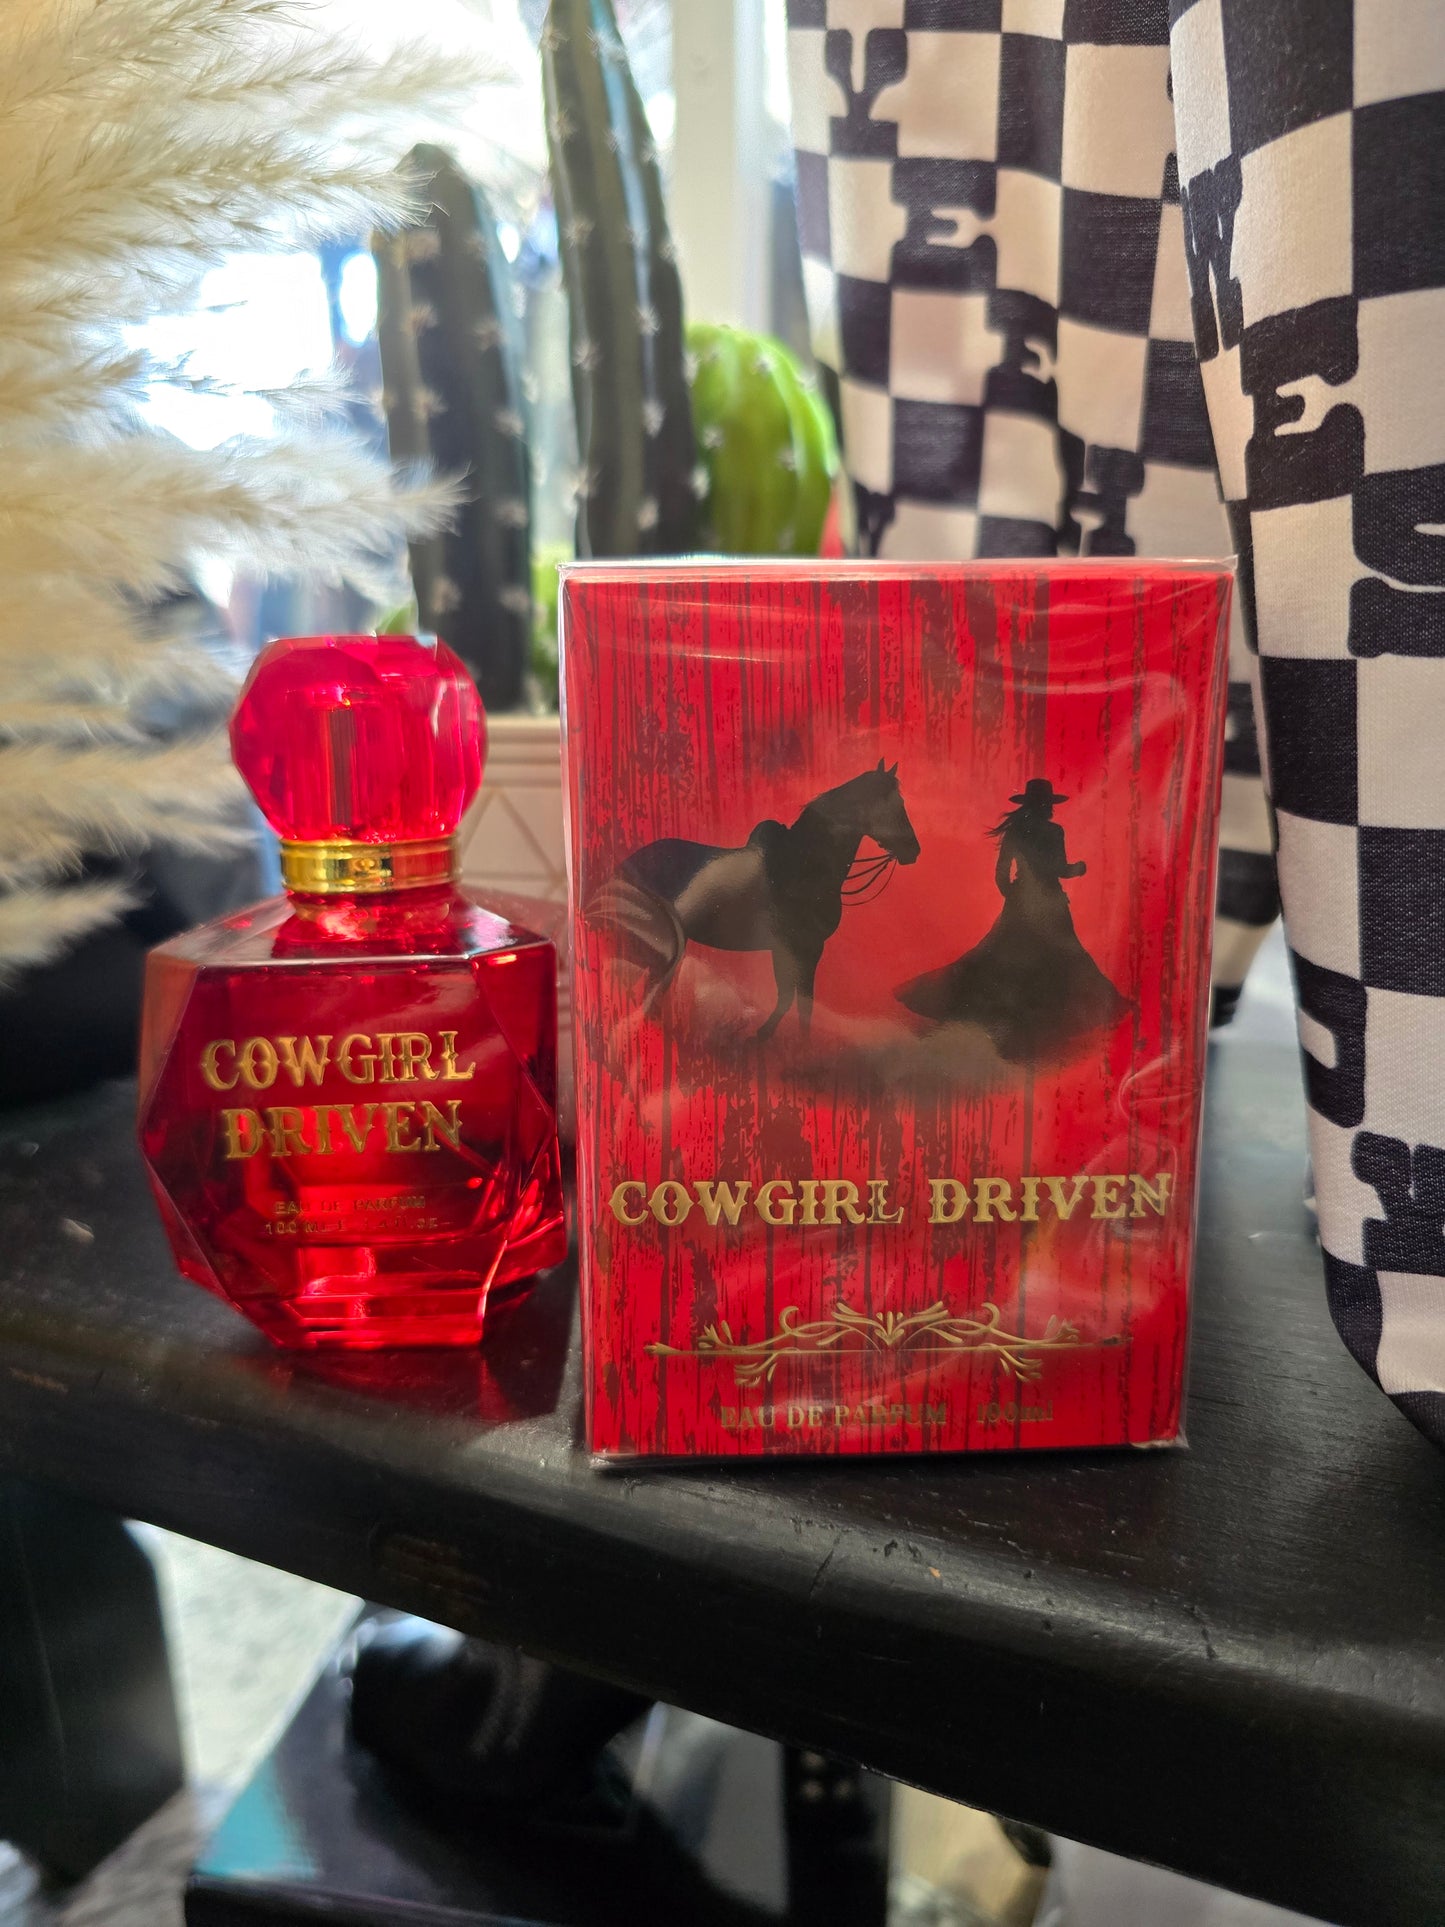 COWGIRL
DRIVEN
EAU DE PARFUM
COWGIRL DRIVEN
EAU DE PARFUM 100ml